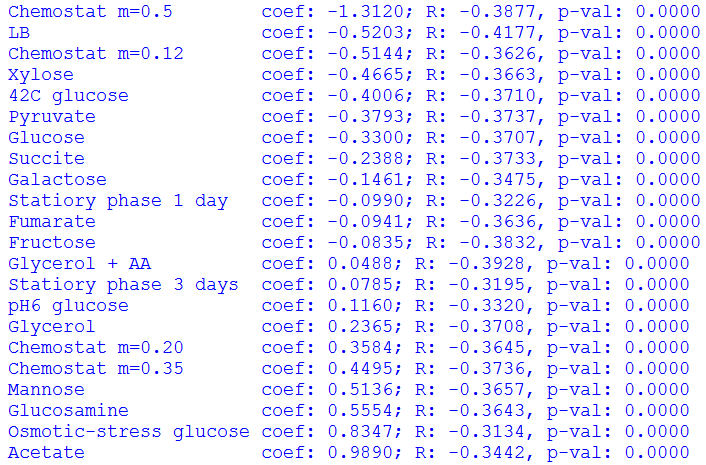 Chemostat m=0.5 coef: -1.3120; R: -0.3877, p-val: 0.0000
LB coef: -0.5203; R: -0.4177, p-val: 0.0000
Chemostat m=0.12 coef: -0.5144; R: -0.3626, p-val: 0.0000
Xylose coef: -0.4665; R: -0.3663, p-val: 0.0000
42C glucose coef: -0.4006; R: -0.3710, p-val: 0.0000
Pyruvate coef: -0.3793; R: -0.3737, p-val: 0.0000
Glucose coef: -0.3300; R: -0.3707, p-val: 0.0000
Succite coef: -0.2388; R: -0.3733, p-val: 0.0000
Galactose coef: -0.1461; R: -0.3475, p-val: 0.0000
Statiory phase 1 day coef: -0.0990; R: -0.3226, p-val: 0.0000
Fumarate coef: -0.0941; R: -0.3636, p-val: 0.0000
Fructose coef: -0.0835; R: -0.3832, p-val: 0.0000
Glycerol + AA coef: 0.0488; R: -0.3928, p-val: 0.0000
Statiory phase 3 days coef: 0.0785; R: -0.3195, p-val: 0.0000
pH6 glucose coef: 0.1160; R: -0.3320, p-val: 0.0000
Glycerol coef: 0.2365; R: -0.3708, p-val: 0.0000
Chemostat m=0.20 coef: 0.3584; R: -0.3645, p-val: 0.0000
Chemostat m=0.35 coef: 0.4495; R: -0.3736, p-val: 0.0000
Mannose coef: 0.5136; R: -0.3657, p-val: 0.0000
Glucosamine coef: 0.5554; R: -0.3643, p-val: 0.0000
Osmotic-stress glucose coef: 0.8347; R: -0.3134, p-val: 0.0000
Acetate coef: 0.9890; R: -0.3442, p-val: 0.0000